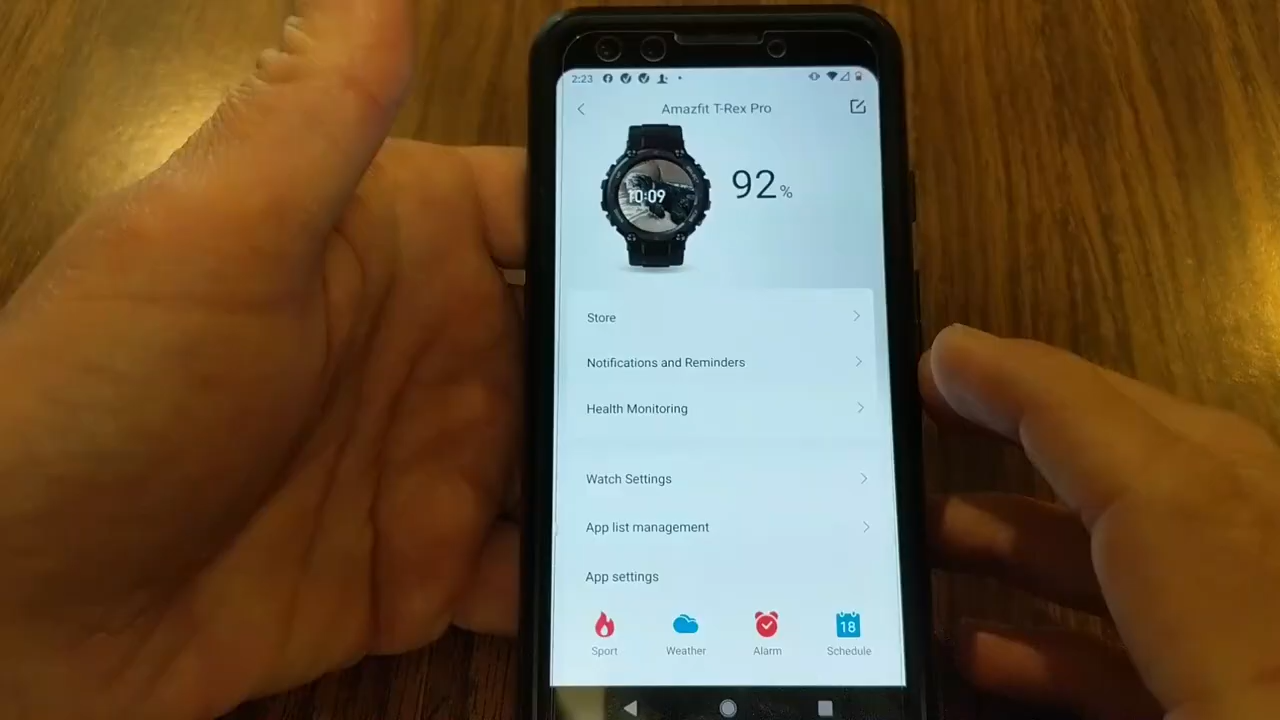 2:23
Amazfit T-Rex Pro
10:09
92%
Store
Notifications and Reminders
Health Monitoring
Watch Settings
App list management
App settings
18
Sport Weather Alarm Schedule